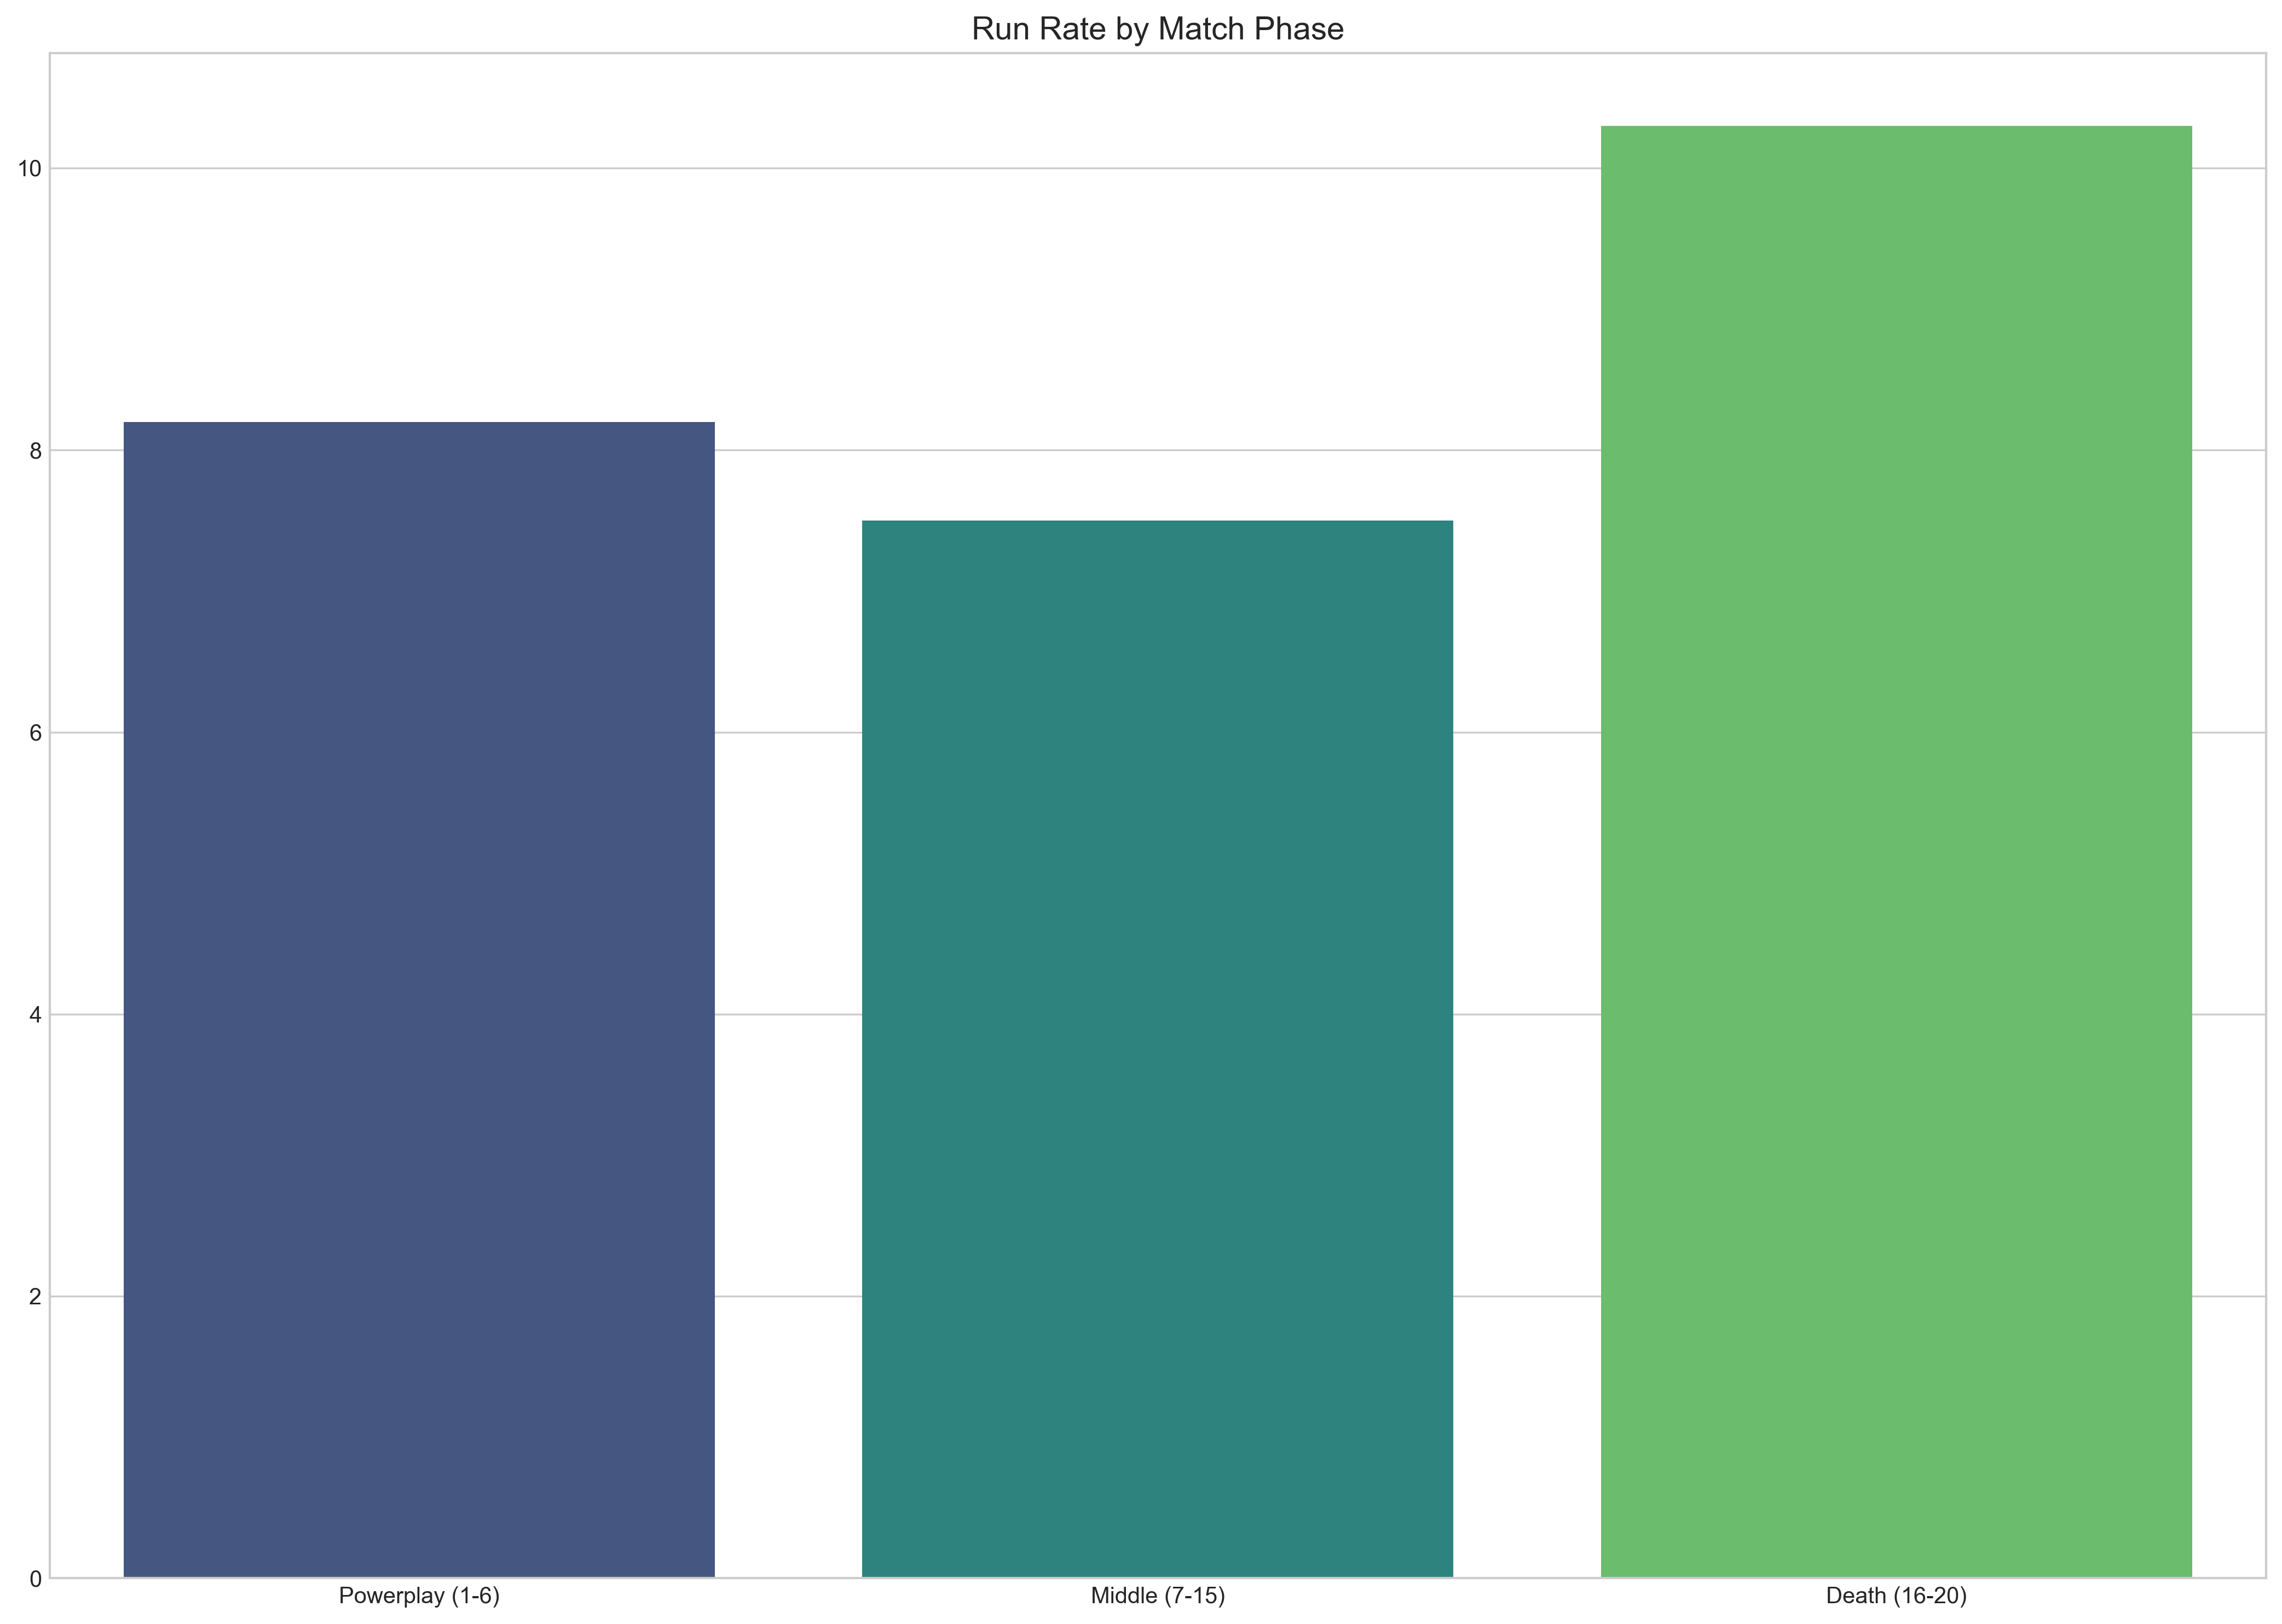 Run Rate by Match Phase
10
8
6
4
2
0
Powerplay (1-6)
Middle (7-15)
Death (16-20)